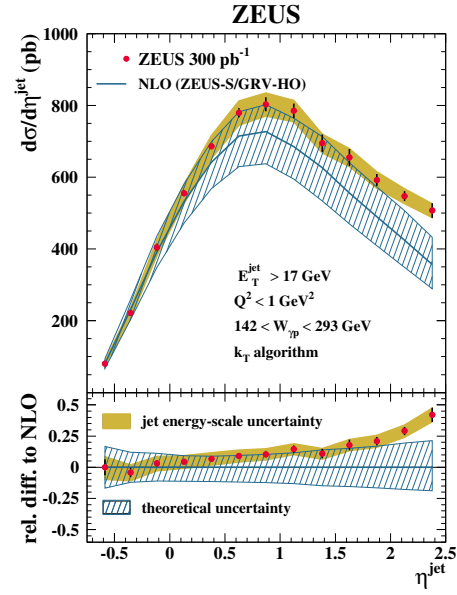 ZEUS
dσ/dη^jet (pb)
1000
800
600
400
200
ZEUS 300 pb⁻¹
NLO (ZEUS-S/GRV-HO)
E_T^jet > 17 GeV
Q² < 1 GeV²
142 < W_γp < 293 GeV
k_T algorithm
rel. diff. to NLO
0.5
0.25
0
-0.25
-0.5
jet energy-scale uncertainty
theoretical uncertainty
-0.5 0 0.5 1 1.5 2 2.5
η^jet